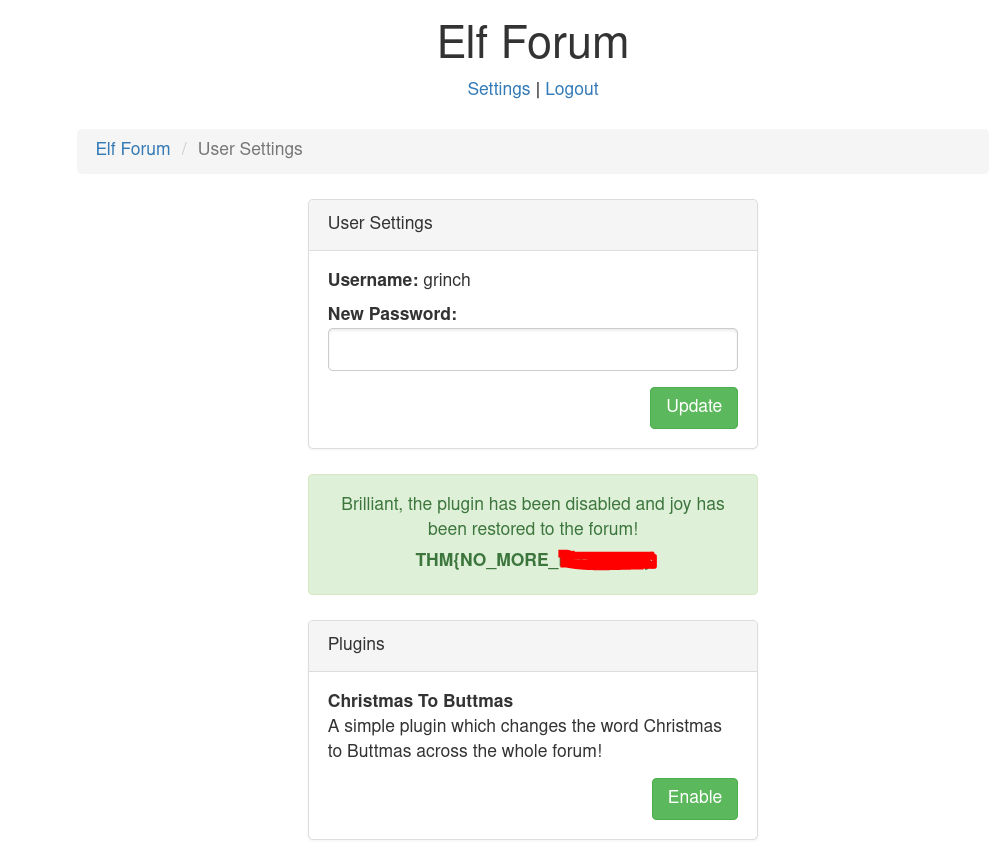 Elf Forum
Settings | Logout
Elf Forum / User Settings
User Settings
Username: grinch
New Password:
Update
Brilliant, the plugin has been disabled and joy has
been restored to the forum!
THM{NO_MORE_
Plugins
Christmas To Buttmas
A simple plugin which changes the word Christmas
to Buttmas across the whole forum!
Enable